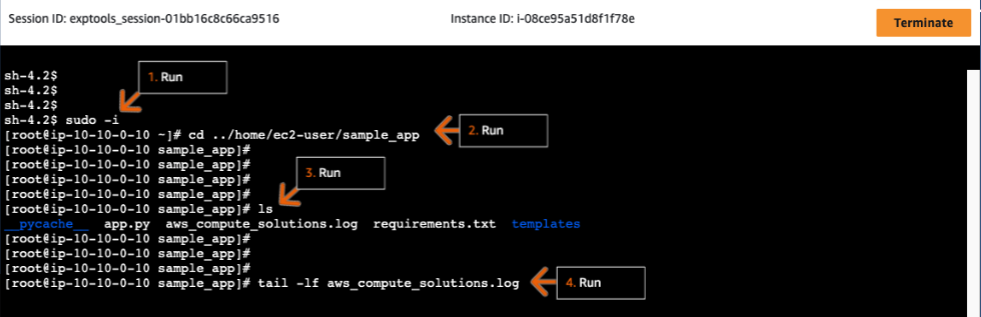 Session ID: exptools_session-01bb16c8c66ca9516 Instance ID: i-08ce95a51d8f1f78e Terminate
sh-4.2$
1. Run
sh-4.2$
sh-4.2$
sh-4.2$ sudo -i
[root@ip-10-10-0-10 ~]# cd ../home/ec2-user/sample_app
2. Run
[root@ip-10-10-0-10 sample_app]#
[root@ip-10-10-0-10 sample_app]#
[root@ip-10-10-0-10 sample_app]#
3. Run
[root@ip-10-10-0-10 sample_app]#
[root@ip-10-10-0-10 sample_app]# ls
__pycache__ app.py aws_compute_solutions.log requirements.txt templates
[root@ip-10-10-0-10 sample_app]#
[root@ip-10-10-0-10 sample_app]#
[root@ip-10-10-0-10 sample_app]#
[root@ip-10-10-0-10 sample_app]# tail -lf aws_compute_solutions.log
4. Run